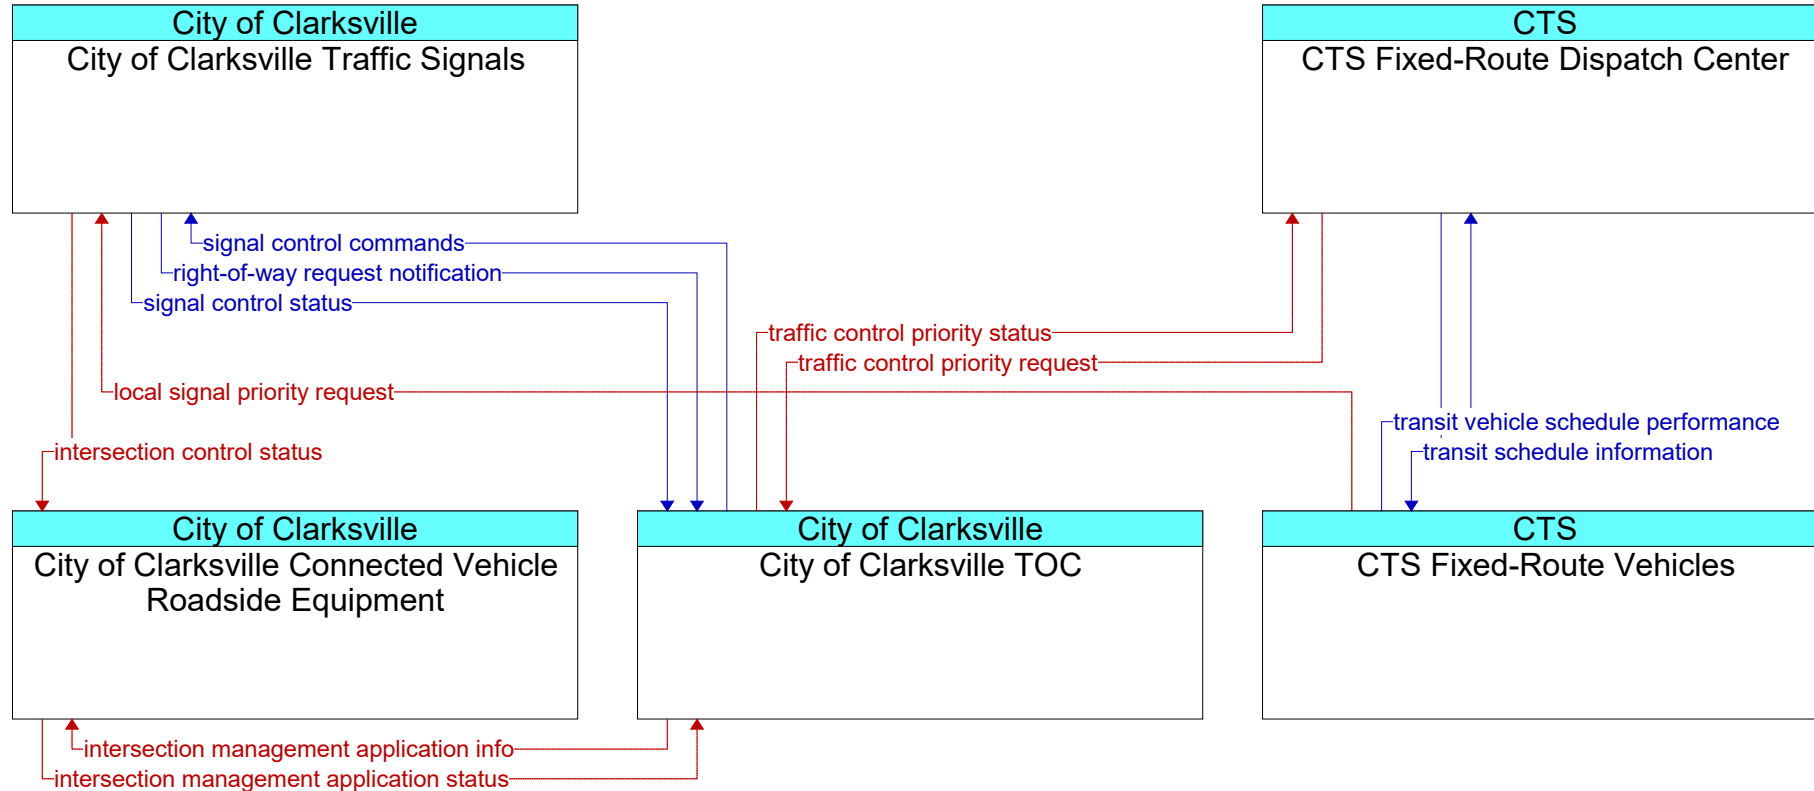 City of Clarksville
City of Clarksville Traffic Signals
CTS
CTS Fixed-Route Dispatch Center
signal control commands
right-of-way request notification
signal control status
traffic control priority status
traffic control priority request
local signal priority request
transit vehicle schedule performance
intersection control status
transit schedule information
City of Clarksville
City of Clarksville Connected Vehicle
Roadside Equipment
City of Clarksville
City of Clarksville TOC
CTS
CTS Fixed-Route Vehicles
intersection management application info
intersection management application status